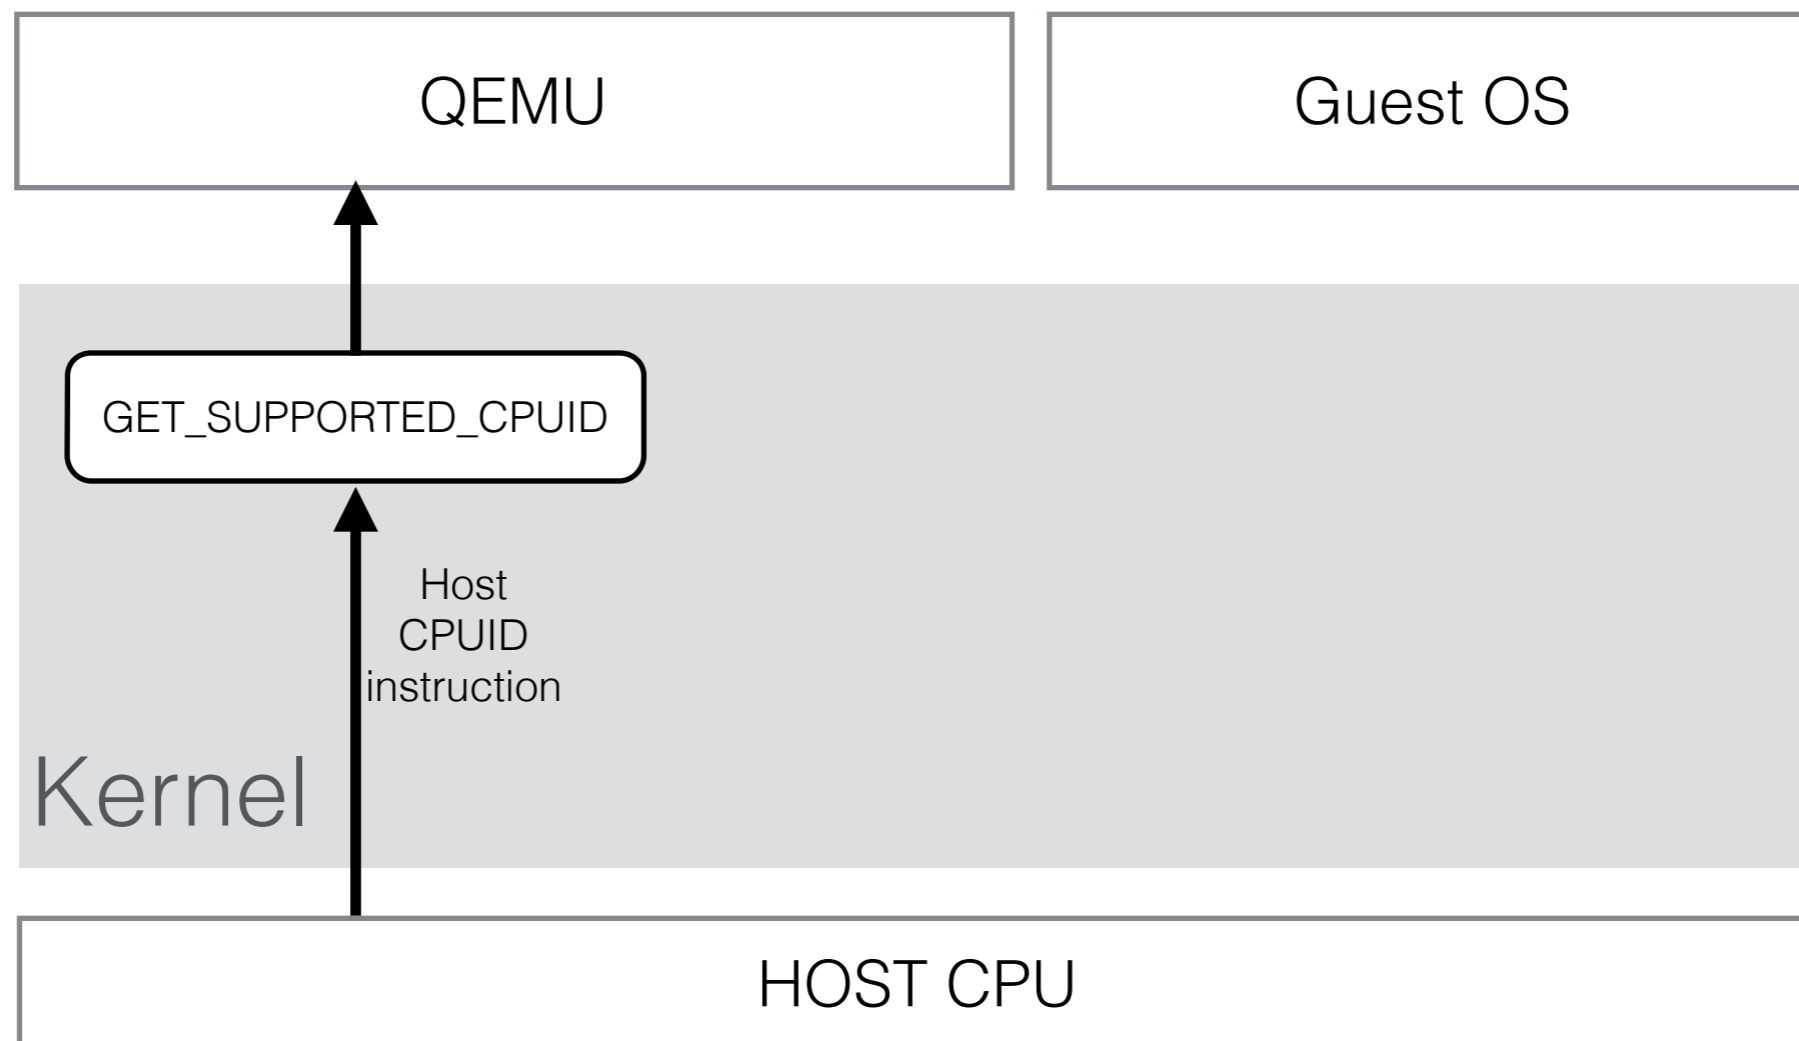 QEMU
Guest OS
GET_SUPPORTED_CPUID
Host
CPUID
instruction
Kernel
HOST CPU